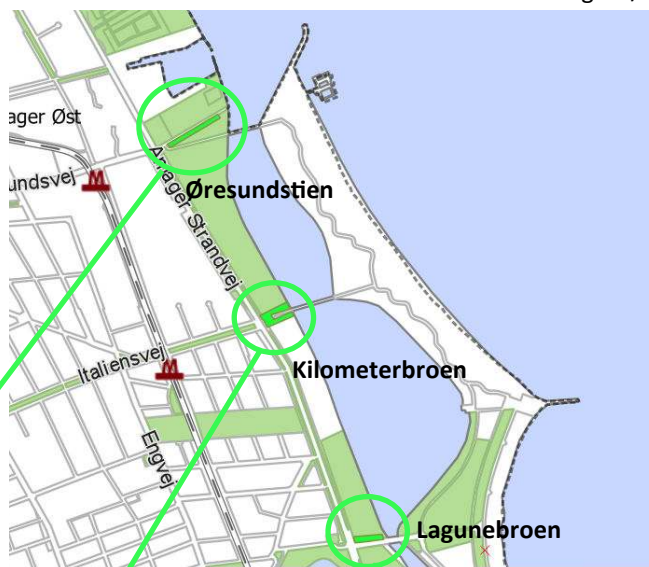 ager Øst
undsvej
Amager Strandvej
Øresundstien
Italiensvej
Kilometerbroen
Engvej
Lagunebroen